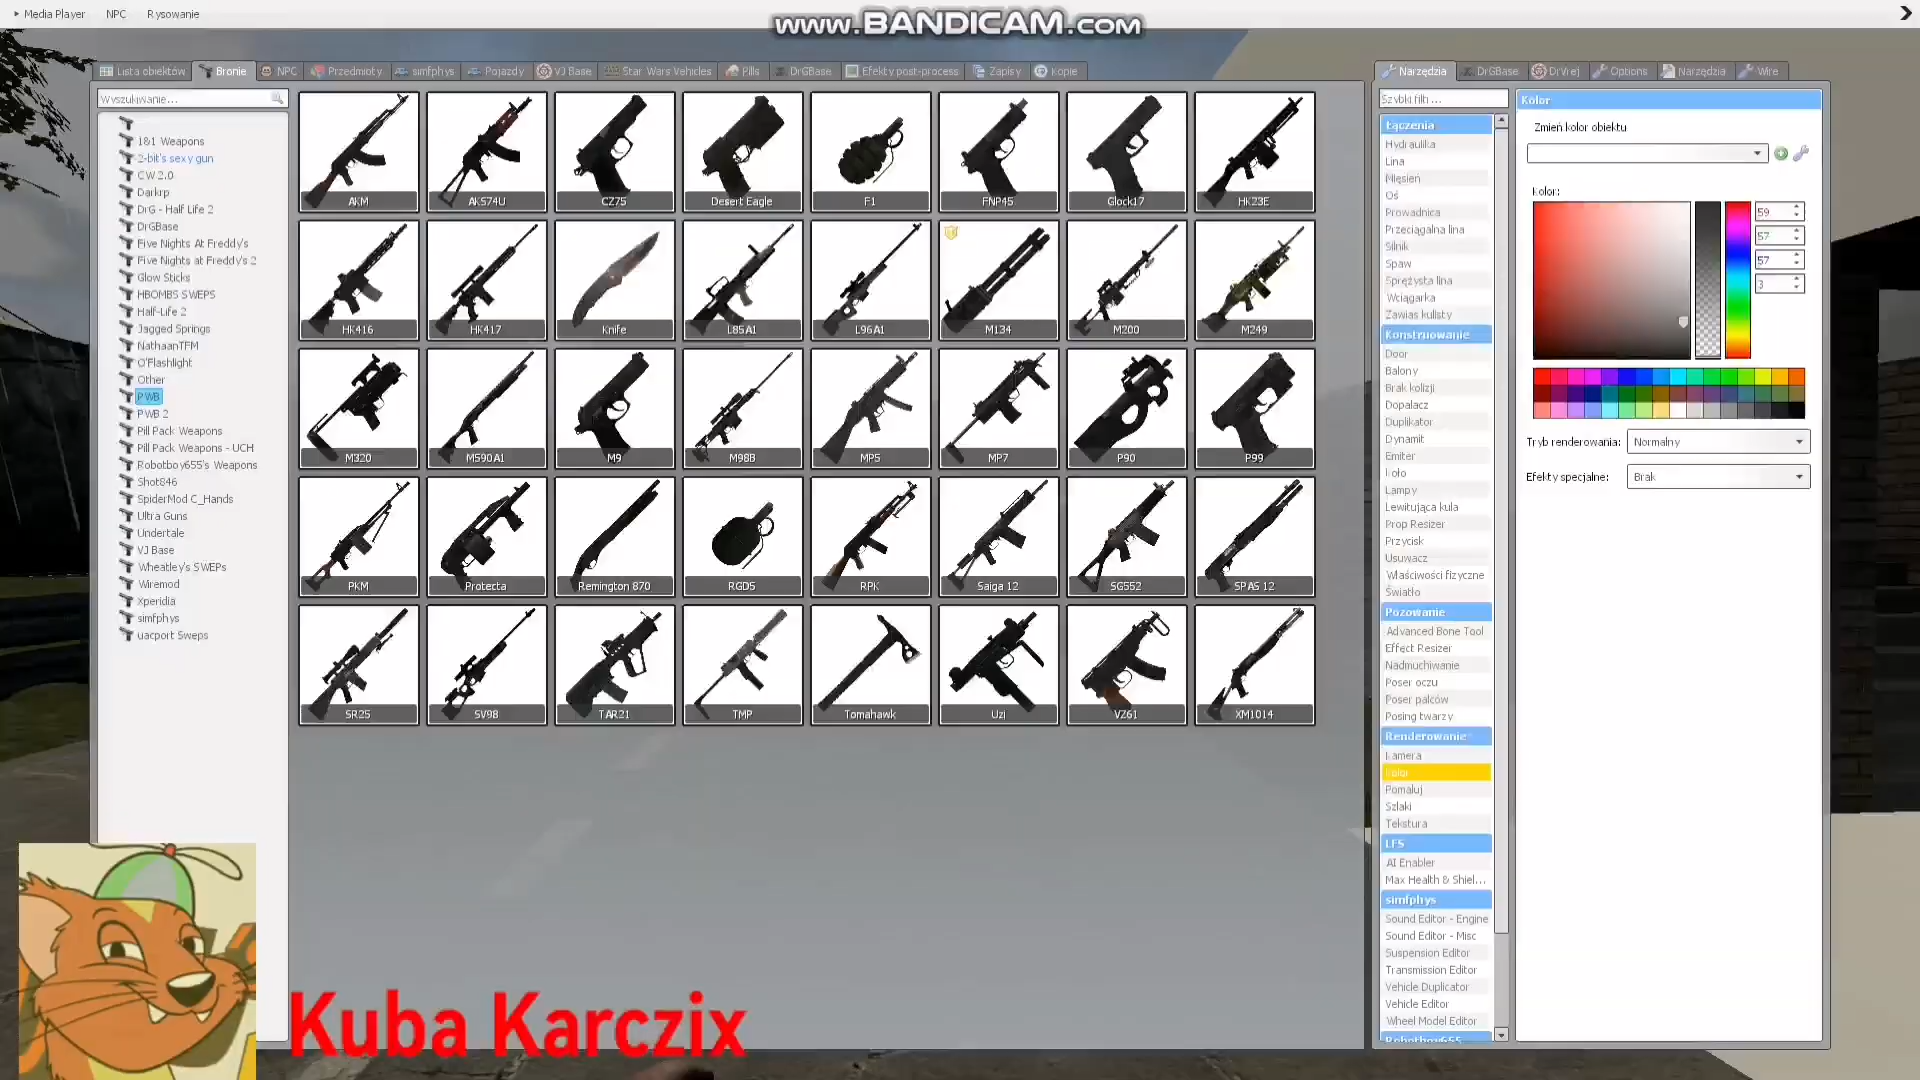 Media Player NPC Rysowanie
www.BANDICAM.com
Lista obiektów Bronie NPC Przedmioty simfphys Pojazdy VJ Base Star Wars Vehicles Pills DrGBase Efekty post-process Zapisy Kopie
Narzędzia DrGBase DrVrej Options Narzędzia Wire
Wyszukiwanie...
1&1 Weapons
2-bit's sexy gun
CW 2.0
Darkrp
DrG - Half Life 2
DrGBase
Five Nights At Freddy's
Five Nights at Freddy's 2
Glow Sticks
HBOMBS SWEPS
Half-Life 2
Jagged Springs
NathaanTFM
O'Flashlight
Other
PWB
PWB 2
Pill Pack Weapons
Pill Pack Weapons - UCH
Robotboy655's Weapons
Shot846
SpiderMod C_Hands
Ultra Guns
Undertale
VJ Base
Wheatley's SWEPs
Wiremod
Xperidia
simfphys
uacport Sweps
AKM AKS74U CZ75 Desert Eagle F1 FNP45 Glock17 HK23E
HK416 HK417 Knife L85A1 L96A1 M134 M200 M249
M320 M590A1 M9 M98B MP5 MP7 P90 P99
PKM Protecta Remington 870 RGD5 RPK Saiga 12 SG552 SPAS 12
SR25 SV98 TAR21 TMP Tomahawk Uzi VZ61 XM1014
Szybki filtr...
Łączenia
Hydraulika
Lina
Mięsień
Oś
Prowadnica
Przeciągalna lina
Silnik
Spaw
Sprężysta lina
Wciągarka
Zawias kulisty
Konstruowanie
Door
Balony
Brak kolizji
Dopalacz
Duplikator
Dynamit
Emiter
Koło
Lampy
Lewitująca kula
Prop Resizer
Przycisk
Usuwacz
Właściwości fizyczne
Światło
Pozowanie
Advanced Bone Tool
Effect Resizer
Nadmuchiwanie
Poser oczu
Poser palców
Posing twarzy
Renderowanie
Kamera
Kolor
Pomaluj
Szlaki
Tekstura
LFS
AI Enabler
Max Health & Shiel...
simfphys
Sound Editor - Engine
Sound Editor - Misc
Suspension Editor
Transmission Editor
Vehicle Duplicator
Vehicle Editor
Wheel Model Editor
Robotboy655
Kolor
Zmień kolor obiektu
Kolor:
59
57
57
3
Tryb renderowania: Normalny
Efekty specjalne: Brak
Kuba Karczix